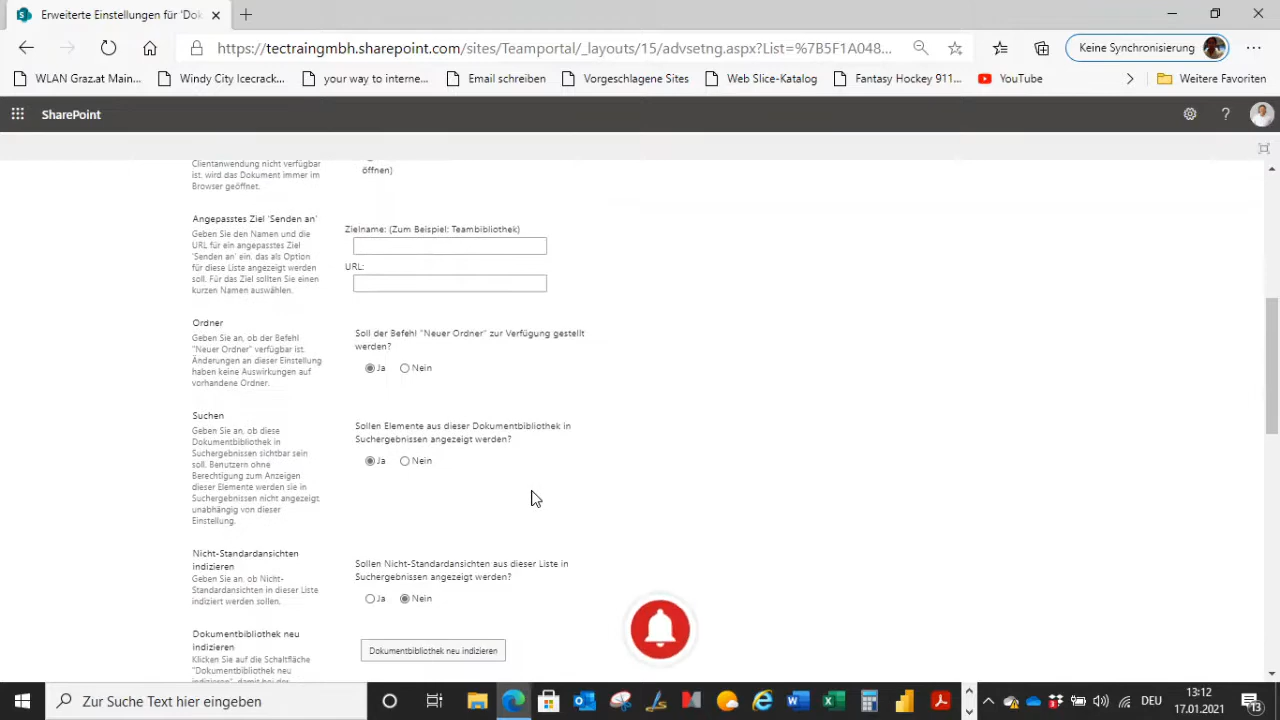 Erweiterte Einstellungen für 'Dok
https://tectraingmbh.sharepoint.com/sites/Teamportal/_layouts/15/advsetng.aspx?List=%7B5F1A048...
Keine Synchronisierung
WLAN Graz.at Main...
Windy City Icecrack...
your way to interne...
Email schreiben
Vorgeschlagene Sites
Web Slice-Katalog
Fantasy Hockey 911...
YouTube
Weitere Favoriten
SharePoint
Clientanwendung nicht verfügbar
ist, wird das Dokument immer im
Browser geöffnet.
öffnen)
Angepasstes Ziel 'Senden an'
Geben Sie den Namen und die
URL für ein angepasstes Ziel
'Senden an' ein, das als Option
für diese Liste angezeigt werden
soll. Für das Ziel sollten Sie einen
kurzen Namen auswählen.
Zielname: (Zum Beispiel: Teambibliothek)
URL:
Ordner
Geben Sie an, ob der Befehl
"Neuer Ordner" verfügbar ist.
Änderungen an dieser Einstellung
haben keine Auswirkungen auf
vorhandene Ordner.
Soll der Befehl "Neuer Ordner" zur Verfügung gestellt
werden?
Ja Nein
Suchen
Geben Sie an, ob diese
Dokumentbibliothek in
Suchergebnissen sichtbar sein
soll. Benutzern ohne
Berechtigung zum Anzeigen
dieser Elemente werden sie in
Suchergebnissen nicht angezeigt,
unabhängig von dieser
Einstellung.
Sollen Elemente aus dieser Dokumentbibliothek in
Suchergebnissen angezeigt werden?
Ja Nein
Nicht-Standardansichten
indizieren
Geben Sie an, ob Nicht-
Standardansichten in dieser Liste
indiziert werden sollen.
Sollen Nicht-Standardansichten aus dieser Liste in
Suchergebnissen angezeigt werden?
Ja Nein
Dokumentbibliothek neu
indizieren
Klicken Sie auf die Schaltfläche
"Dokumentbibliothek neu
indizieren", damit bei der
Dokumentbibliothek neu indizieren
Zur Suche Text hier eingeben
DEU
13:12
17.01.2021
13